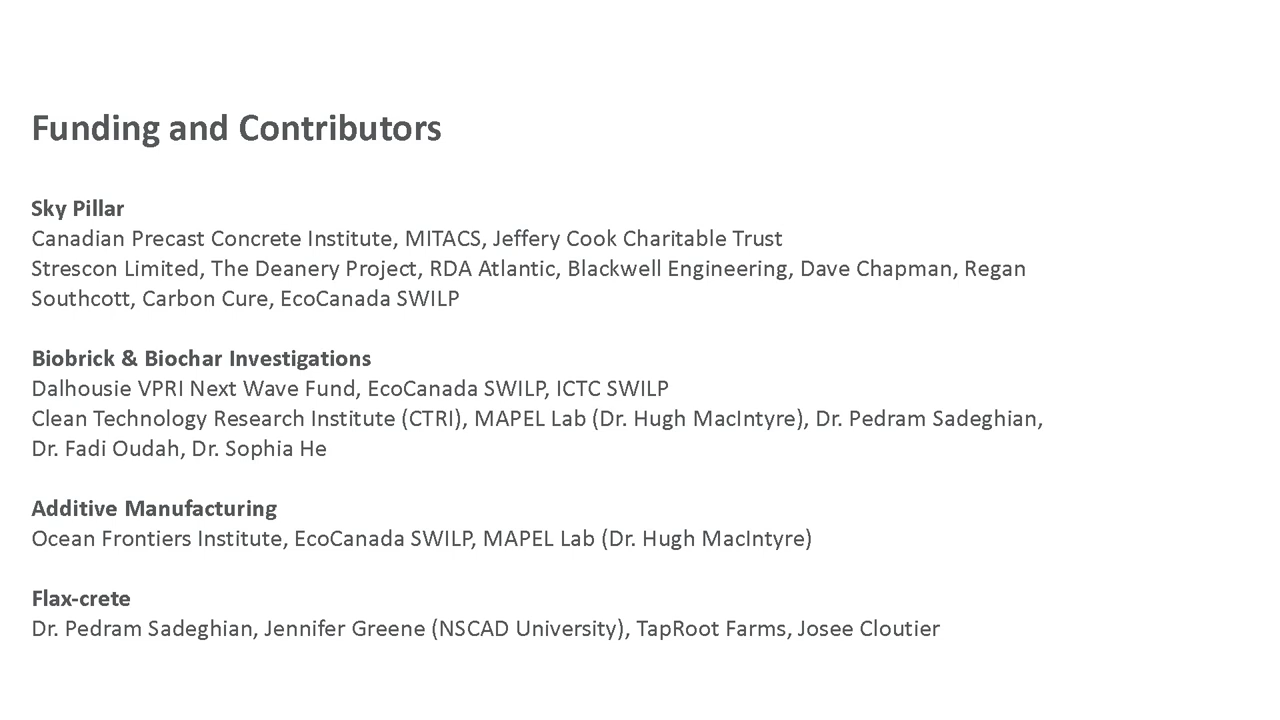 Funding and Contributors
Sky Pillar
Canadian Precast Concrete Institute, MITACS, Jeffery Cook Charitable Trust
Strescon Limited, The Deanery Project, RDA Atlantic, Blackwell Engineering, Dave Chapman, Regan
Southcott, Carbon Cure, EcoCanada SWILP
Biobrick & Biochar Investigations
Dalhousie VPRI Next Wave Fund, EcoCanada SWILP, ICTC SWILP
Clean Technology Research Institute (CTRI), MAPEL Lab (Dr. Hugh MacIntyre), Dr. Pedram Sadeghian,
Dr. Fadi Oudah, Dr. Sophia He
Additive Manufacturing
Ocean Frontiers Institute, EcoCanada SWILP, MAPEL Lab (Dr. Hugh MacIntyre)
Flax-crete
Dr. Pedram Sadeghian, Jennifer Greene (NSCAD University), TapRoot Farms, Josee Cloutier